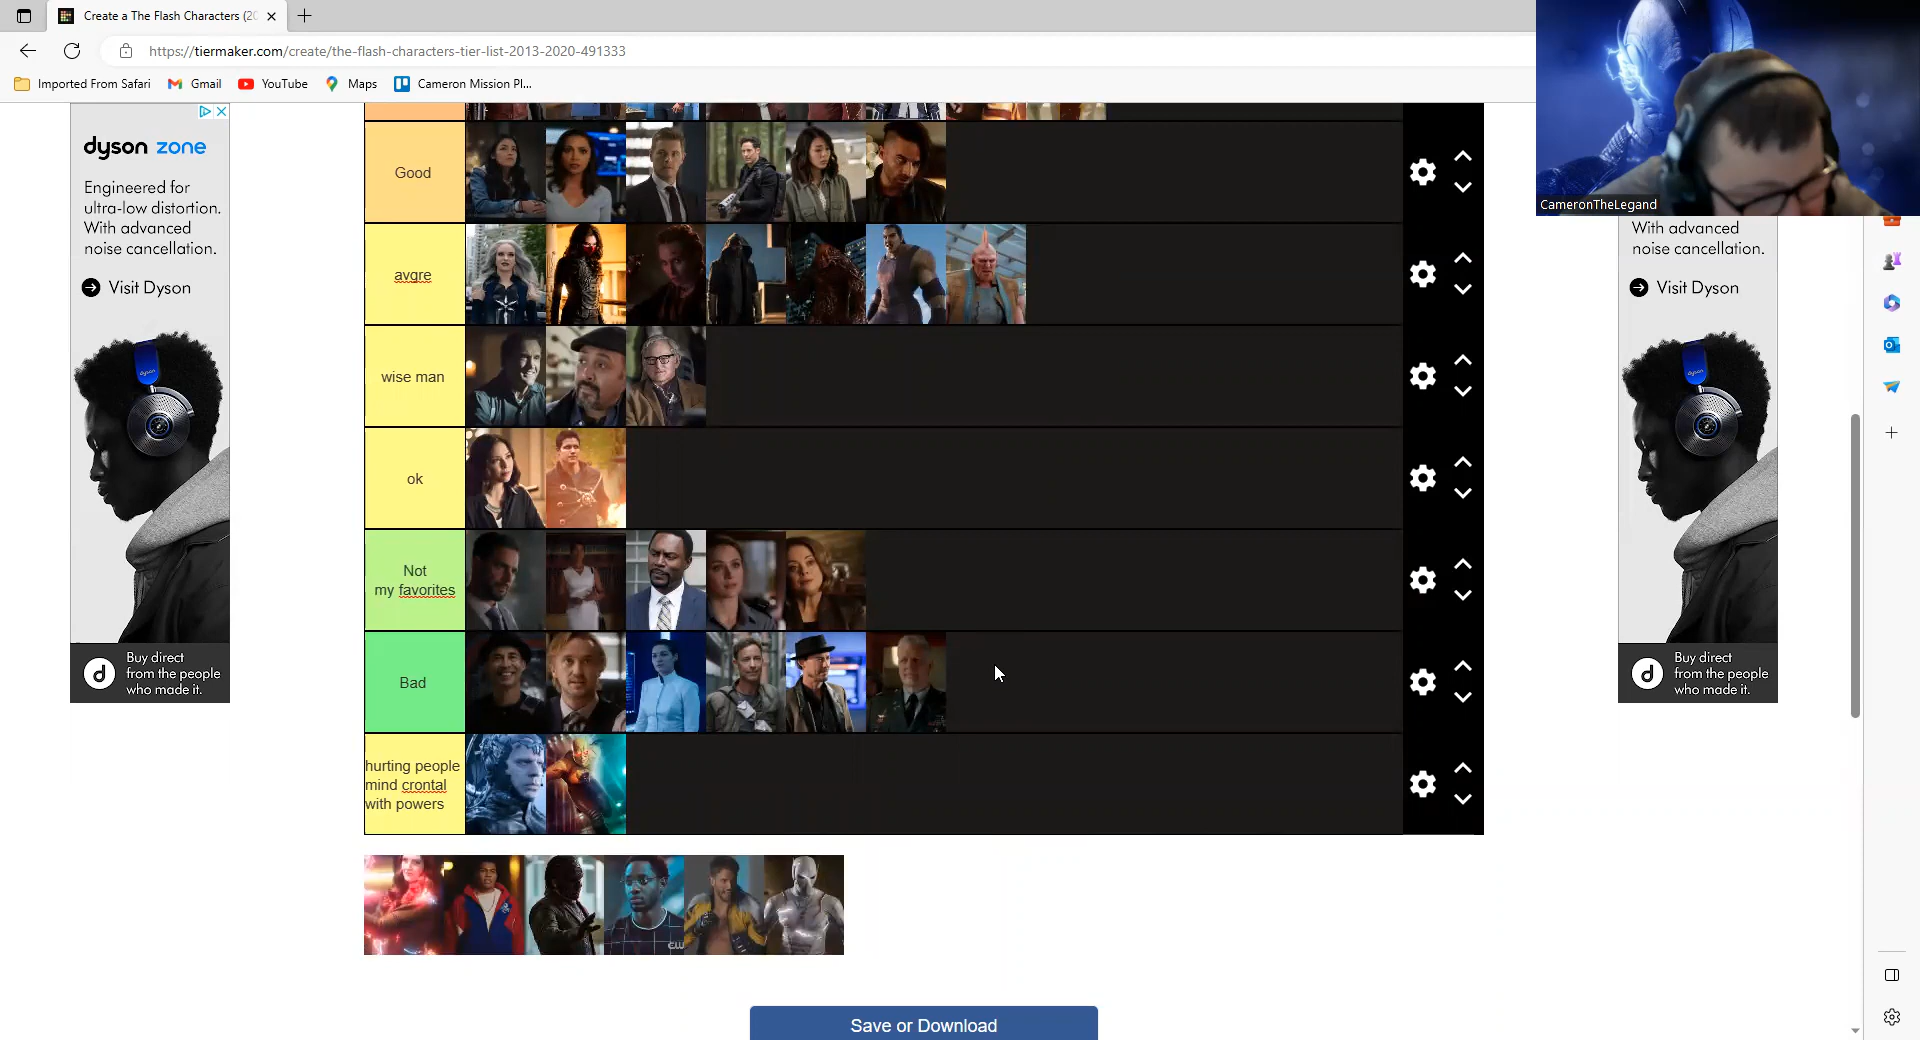 Create a The Flash Characters (20
https://tiermaker.com/create/the-flash-characters-tier-list-2013-2020-491333
Imported From Safari
Gmail
YouTube
Maps
Cameron Mission Pl...
CameronTheLegand
dyson zone
Engineered for
ultra-low distortion.
With advanced
noise cancellation.
Visit Dyson
Buy direct
from the people
who made it.
Good
avgre
wise man
ok
Not
my favorites
Bad
hurting people
mind crontal
with powers
CW
Save or Download
With advanced
noise cancellation.
Visit Dyson
Buy direct
from the people
who made it.